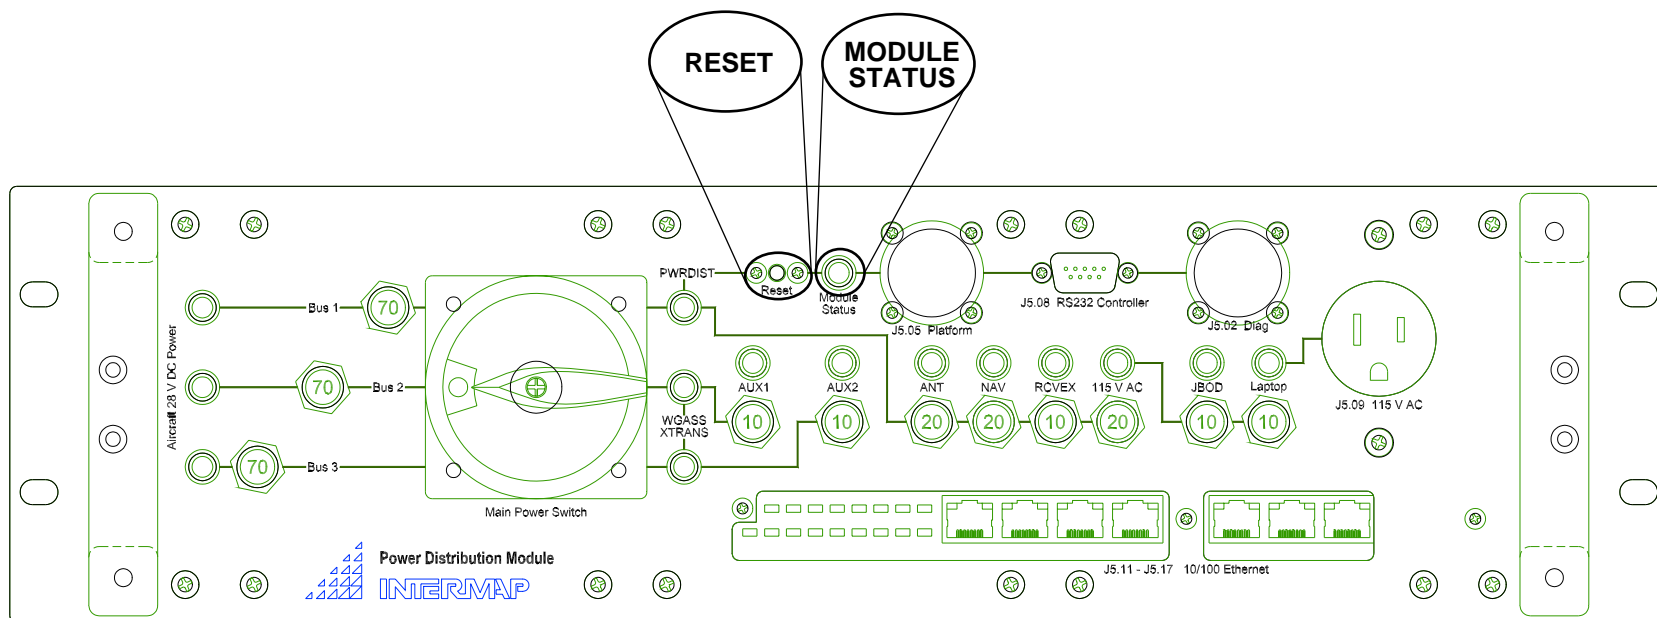 RESET
MODULE
STATUS
PWRDIST
Reset
Module
Status
J5.05 Platform
J5.08 RS232 Controller
J5.02 Diag
Aircraft 28 V DC Power
Bus 1
70
Bus 2
70
Bus 3
70
Main Power Switch
WGASS
XTRANS
AUX1
AUX2
ANT
NAV
RCVEX
115 V AC
JBOD
Laptop
10
10
20
20
10
20
10
10
J5.09 115 V AC
J5.11 - J5.17 10/100 Ethernet
Power Distribution Module
INTERMAP